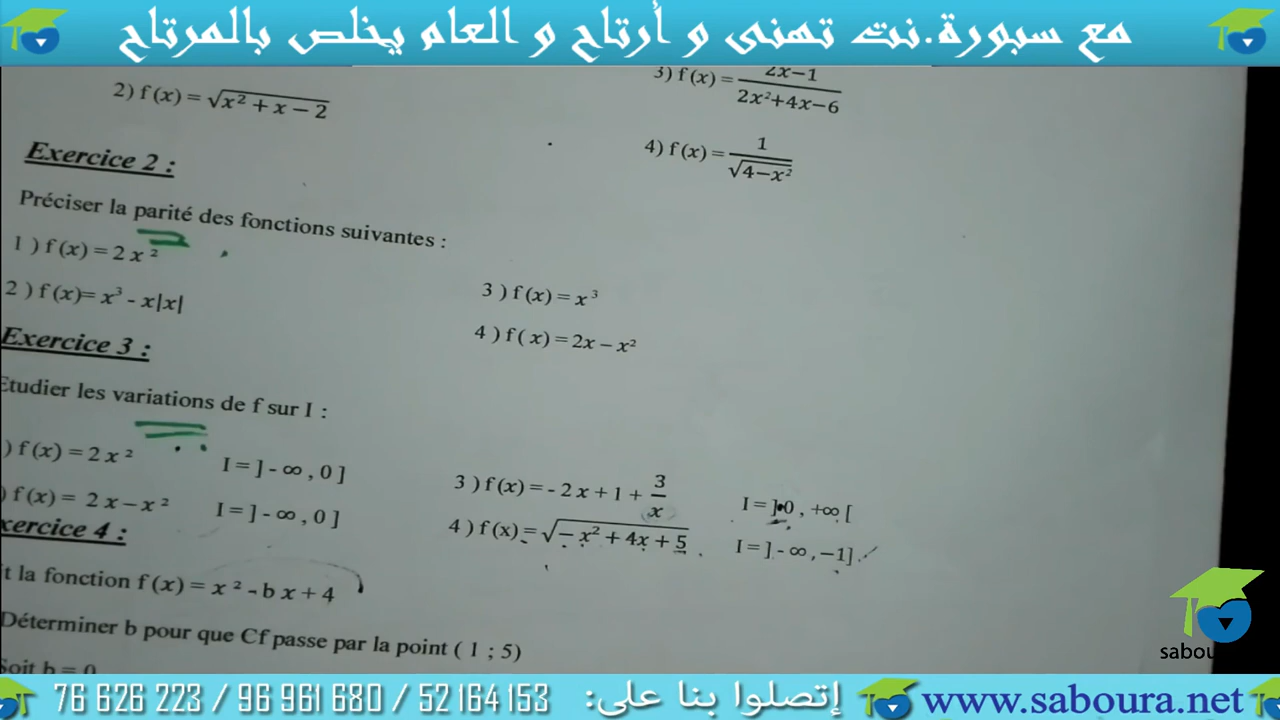 مع سبورة.نت تهنى و أرتاح و العام يخلص بالمرتاح
2) f (x) = √x² + x − 2
3) f (x) = 2x−1 / 2x²+4x−6
4) f (x) = 1 / √4−x²
Exercice 2 :
Préciser la parité des fonctions suivantes :
1 ) f (x) = 2 x ²
2 ) f (x)= x³ - x|x|
3 ) f (x) = x ³
4 ) f ( x) = 2x – x²
Exercice 3 :
Etudier les variations de f sur I :
) f (x) = 2 x ² I = ] - ∞ , 0 ]
) f (x) = 2 x – x ² I = ] - ∞ , 0 ]
3 ) f (x) = - 2 x + 1 + 3 / x I = ] 0 , +∞ [
4 ) f (x) = √− x² + 4x + 5 I = ] - ∞ , −1]
xercice 4 :
t la fonction f (x) = x ² - b x + 4
Déterminer b pour que Cf passe par la point ( 1 ; 5)
Soit b = 0
sabou
76 626 223 / 96 961 680 / 52 164 153 إتصلوا بنا على: www.saboura.net